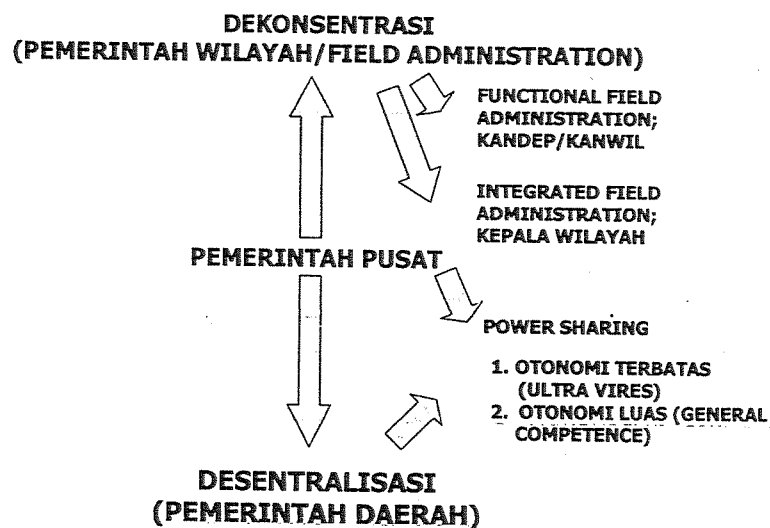 DEKONSENTRASI
(PEMERINTAH WILAYAH/FIELD ADMINISTRATION)
FUNCTIONAL FIELD
ADMINISTRATION;
KANDEP/KANWIL
INTEGRATED FIELD
ADMINISTRATION;
KEPALA WILAYAH
PEMERINTAH PUSAT
POWER SHARING
1. OTONOMI TERBATAS
(ULTRA VIRES)
2. OTONOMI LUAS (GENERAL
COMPETENCE)
DESENTRALISASI
(PEMERINTAH DAERAH)